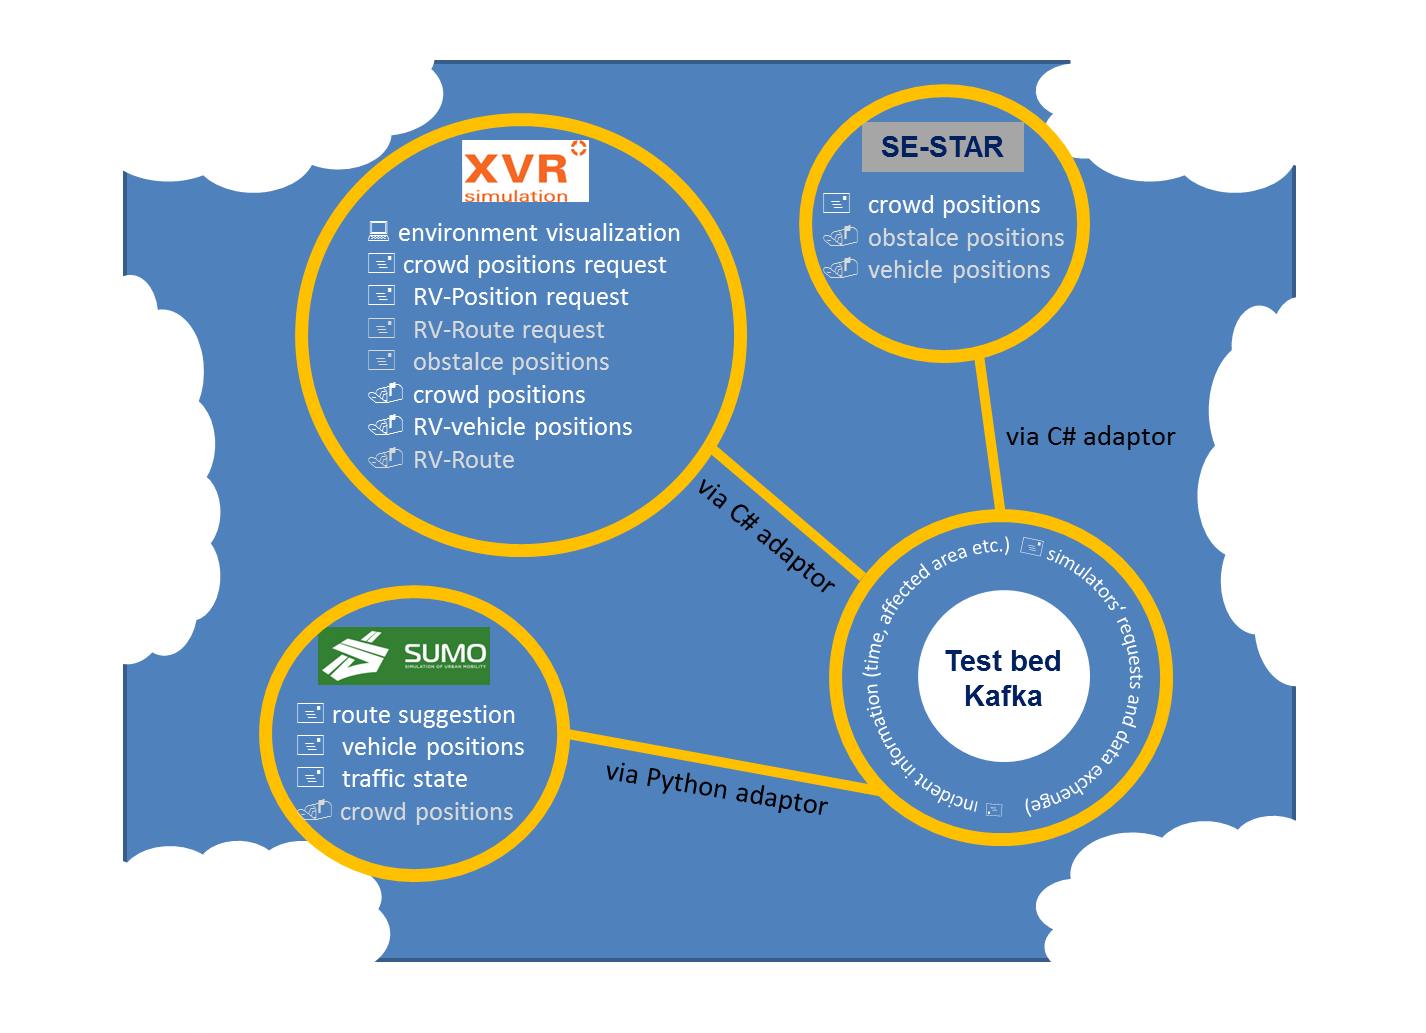 XVR
simulation
environment visualization
crowd positions request
RV-Position request
RV-Route request
obstalce positions
crowd positions
RV-vehicle positions
RV-Route
SE-STAR
crowd positions
obstalce positions
vehicle positions
via C# adaptor
via C# adaptor
SUMO
SIMULATION OF URBAN MOBILITY
route suggestion
vehicle positions
traffic state
crowd positions
via Python adaptor
incident information (time, affected area etc.)
simulators‘ requests and data exchenge)
Test bed
Kafka